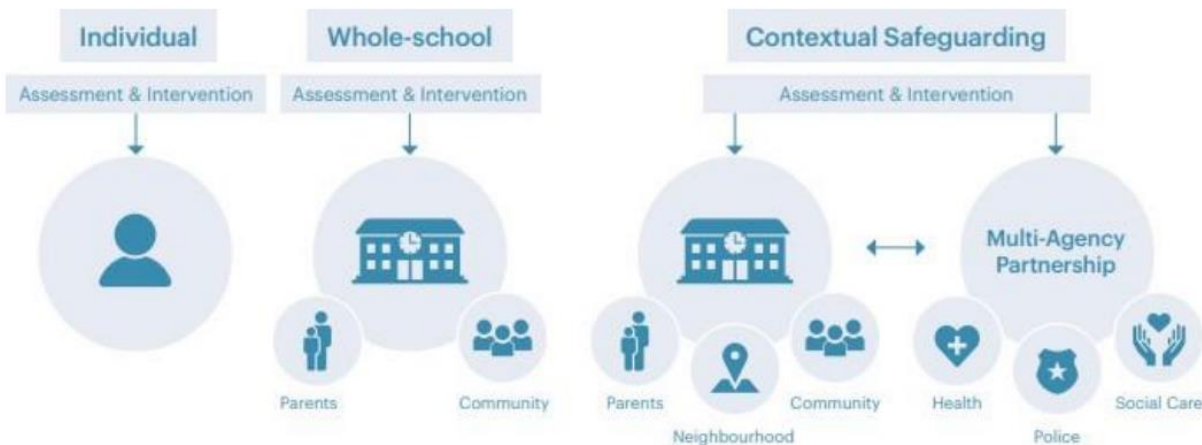 Individual
Assessment & Intervention
Whole-school
Assessment & Intervention
Parents
Community
Contextual Safeguarding
Assessment & Intervention
Multi-Agency
Partnership
Parents
Neighbourhood
Community
Health
Police
Social Care